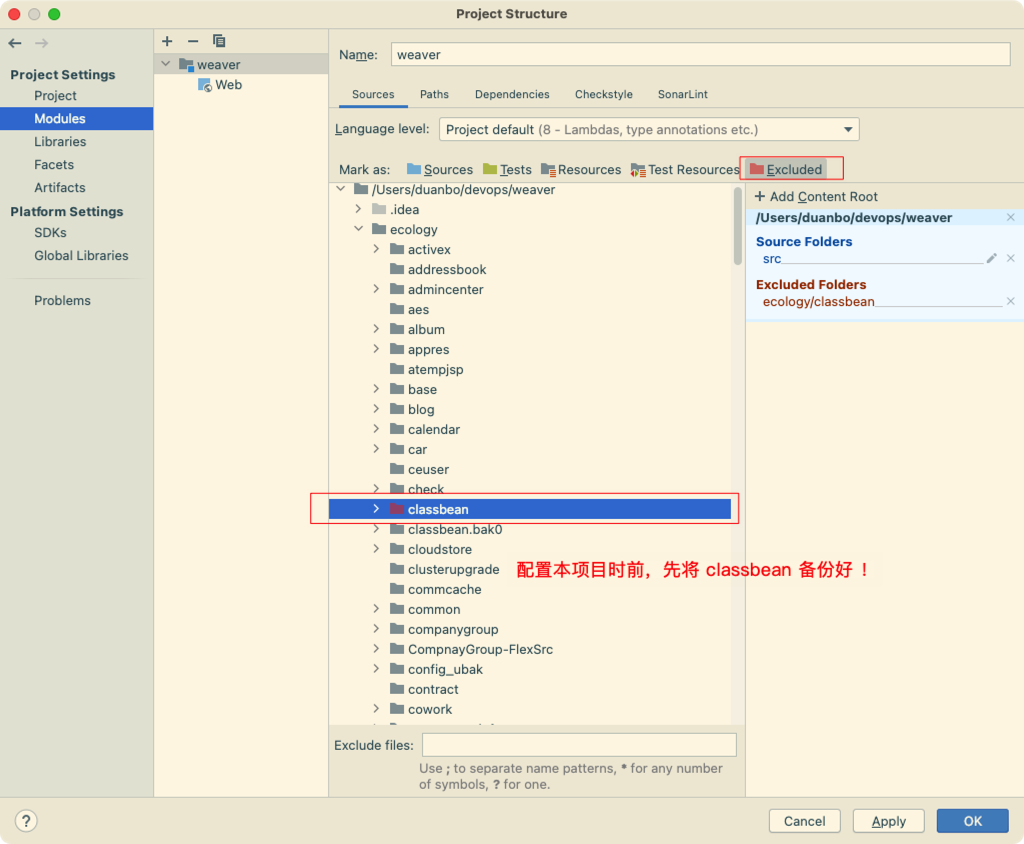 Project Structure
Project Settings
Project
Modules
Libraries
Facets
Artifacts
Platform Settings
SDKs
Global Libraries
Problems
weaver
Web
Name: weaver
Sources Paths Dependencies Checkstyle SonarLint
Language level: Project default (8 - Lambdas, type annotations etc.)
Mark as: Sources Tests Resources Test Resources Excluded
/Users/duanbo/devops/weaver
.idea
ecology
activex
addressbook
admincenter
aes
album
appres
atempjsp
base
blog
calendar
car
ceuser
check
classbean
classbean.bak0
cloudstore
clusterupgrade
配置本项目时前，先将 classbean 备份好！
commcache
common
companygroup
CompnayGroup-FlexSrc
config_ubak
contract
cowork
Exclude files:
Use ; to separate name patterns, * for any number
of symbols, ? for one.
+ Add Content Root
/Users/duanbo/devops/weaver
Source Folders
src
Excluded Folders
ecology/classbean
?
Cancel Apply OK